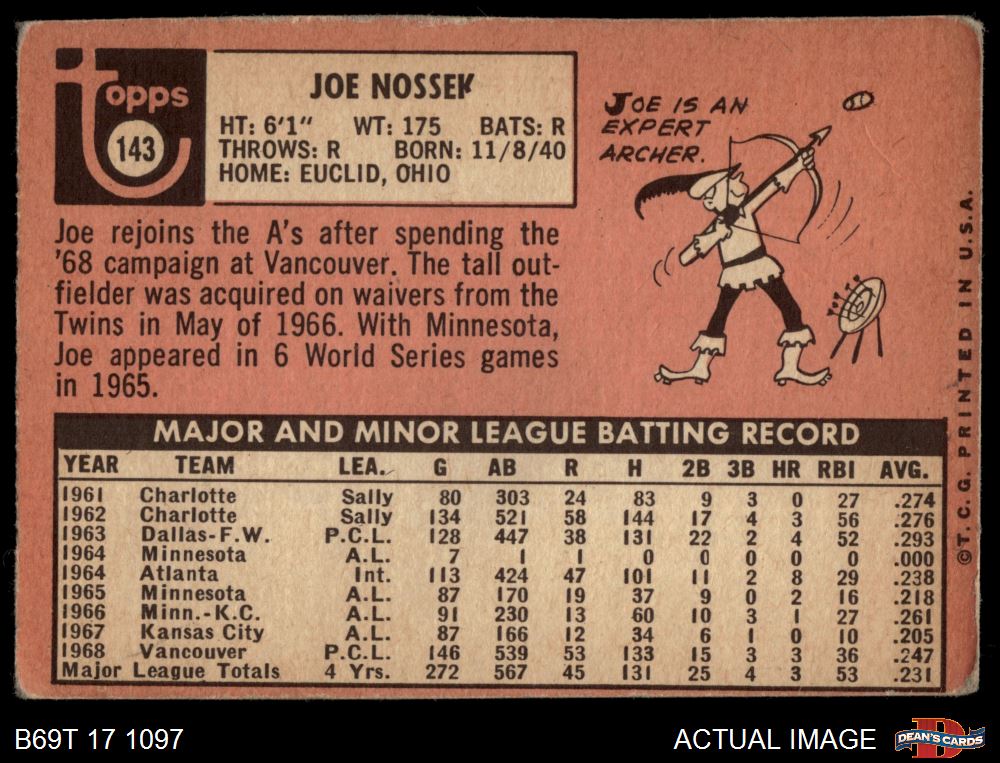 topps
143
JOE NOSSEK
HT: 6'1" WT: 175 BATS: R
THROWS: R BORN: 11/8/40
HOME: EUCLID, OHIO
JOE IS AN
EXPERT
ARCHER.
Joe rejoins the A's after spending the
'68 campaign at Vancouver. The tall out-
fielder was acquired on waivers from the
Twins in May of 1966. With Minnesota,
Joe appeared in 6 World Series games
in 1965.
MAJOR AND MINOR LEAGUE BATTING RECORD
YEAR TEAM LEA. G AB R H 2B 3B HR RBI AVG.
1961 Charlotte Sally 80 303 24 83 9 3 0 27 .274
1962 Charlotte Sally 134 521 58 144 17 4 3 56 .276
1963 Dallas-F.W. P.C.L. 128 447 38 131 22 2 4 52 .293
1964 Minnesota A.L. 7 1 1 0 0 0 0 0 .000
1964 Atlanta Int. 113 424 47 101 11 2 8 29 .238
1965 Minnesota A.L. 87 170 19 37 9 0 2 16 .218
1966 Minn.-K.C. A.L. 91 230 13 60 10 3 1 27 .261
1967 Kansas City A.L. 87 166 12 34 6 1 0 10 .205
1968 Vancouver P.C.L. 146 539 53 133 15 3 3 36 .247
Major League Totals 4 Yrs. 272 567 45 131 25 4 3 53 .231
©T.C.G. PRINTED IN U.S.A.
B69T 17 1097
ACTUAL IMAGE
DEAN'S CARDS